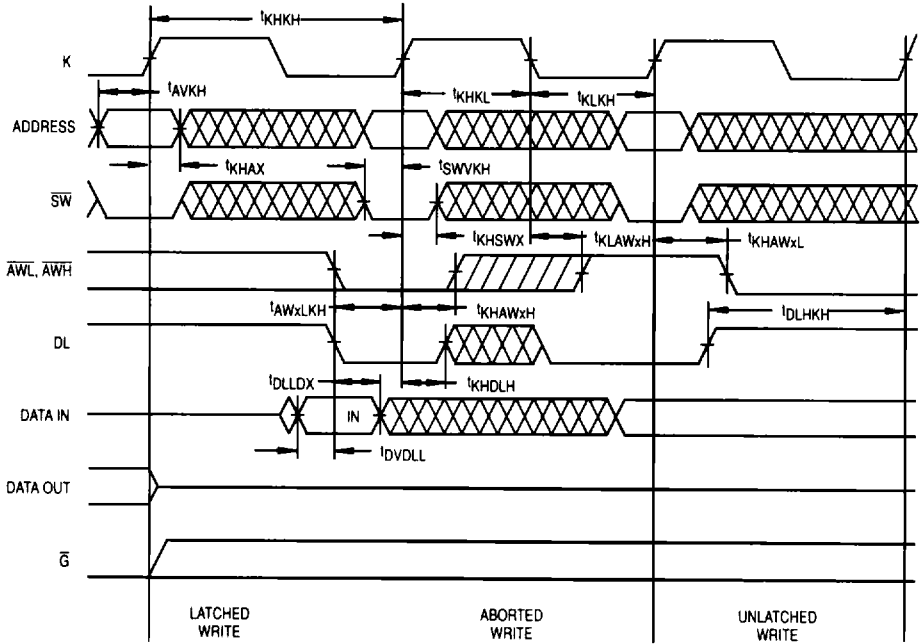 tKHKH
K
tAVKH
tKHKL
tKLKH
ADDRESS
tKHAX
tSWVKH
SW
tKHSWX
tKLAWxH
tKHAWxL
AWL, AWH
tAWxLKH
tKHAWxH
tDLHKH
DL
tDLLDX
tKHDLH
DATA IN
IN
tDVDLL
DATA OUT
G
LATCHED
WRITE
ABORTED
WRITE
UNLATCHED
WRITE